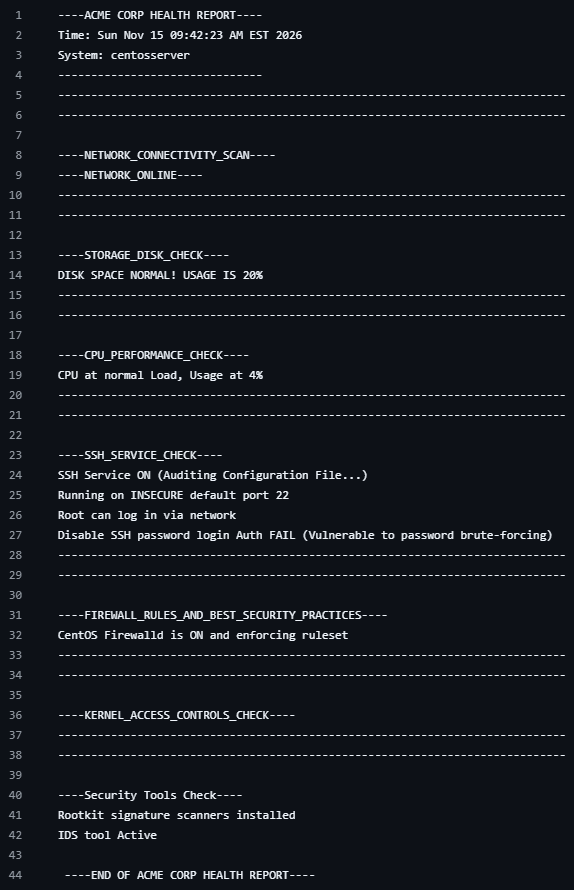 1 ----ACME CORP HEALTH REPORT----
2 Time: Sun Nov 15 09:42:23 AM EST 2026
3 System: centosserver
4 -------------------------------
5 -----------------------------------------------------------------------------
6 -----------------------------------------------------------------------------
7
8 ----NETWORK_CONNECTIVITY_SCAN----
9 ----NETWORK_ONLINE----
10 -----------------------------------------------------------------------------
11 -----------------------------------------------------------------------------
12
13 ----STORAGE_DISK_CHECK----
14 DISK SPACE NORMAL! USAGE IS 20%
15 -----------------------------------------------------------------------------
16 -----------------------------------------------------------------------------
17
18 ----CPU_PERFORMANCE_CHECK----
19 CPU at normal Load, Usage at 4%
20 -----------------------------------------------------------------------------
21 -----------------------------------------------------------------------------
22
23 ----SSH_SERVICE_CHECK----
24 SSH Service ON (Auditing Configuration File...)
25 Running on INSECURE default port 22
26 Root can log in via network
27 Disable SSH password login Auth FAIL (Vulnerable to password brute-forcing)
28 -----------------------------------------------------------------------------
29 -----------------------------------------------------------------------------
30
31 ----FIREWALL_RULES_AND_BEST_SECURITY_PRACTICES----
32 CentOS Firewalld is ON and enforcing ruleset
33 -----------------------------------------------------------------------------
34 -----------------------------------------------------------------------------
35
36 ----KERNEL_ACCESS_CONTROLS_CHECK----
37 -----------------------------------------------------------------------------
38 -----------------------------------------------------------------------------
39
40 ----Security Tools Check----
41 Rootkit signature scanners installed
42 IDS tool Active
43
44 ----END OF ACME CORP HEALTH REPORT----